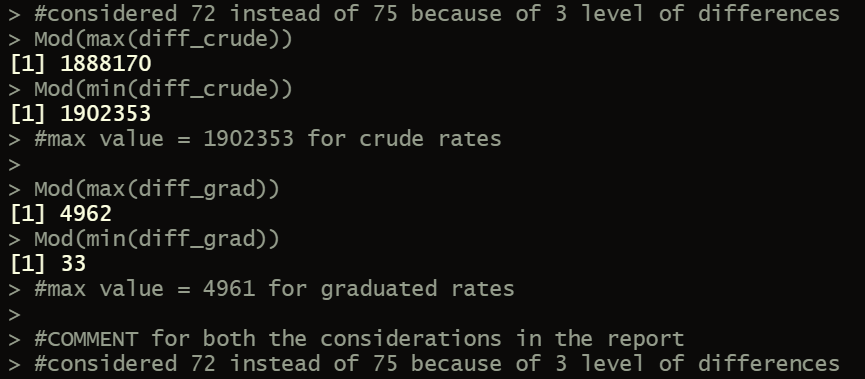 > #considered 72 instead of 75 because of 3 level of differences
> Mod(max(diff_crude))
[1] 1888170
> Mod(min(diff_crude))
[1] 1902353
> #max value = 1902353 for crude rates
>
> Mod(max(diff_grad))
[1] 4962
> Mod(min(diff_grad))
[1] 33
> #max value = 4961 for graduated rates
>
> #COMMENT for both the considerations in the report
> #considered 72 instead of 75 because of 3 level of differences